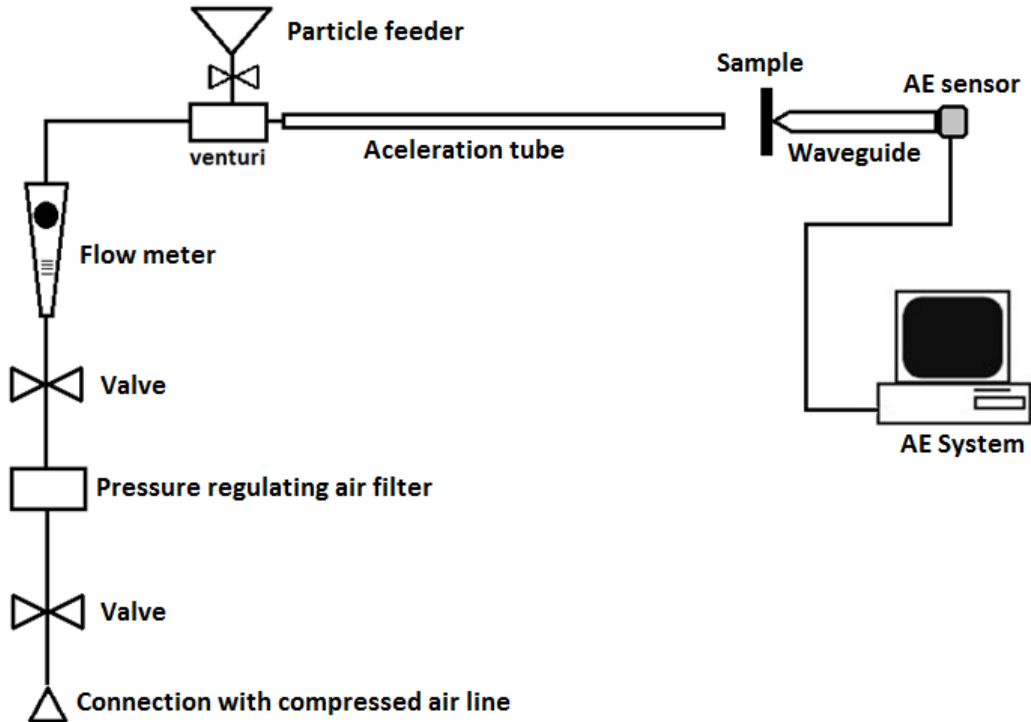 Particle feeder
Sample
AE sensor
venturi
Aceleration tube
Waveguide
Flow meter
Valve
AE System
Pressure regulating air filter
Valve
Connection with compressed air line